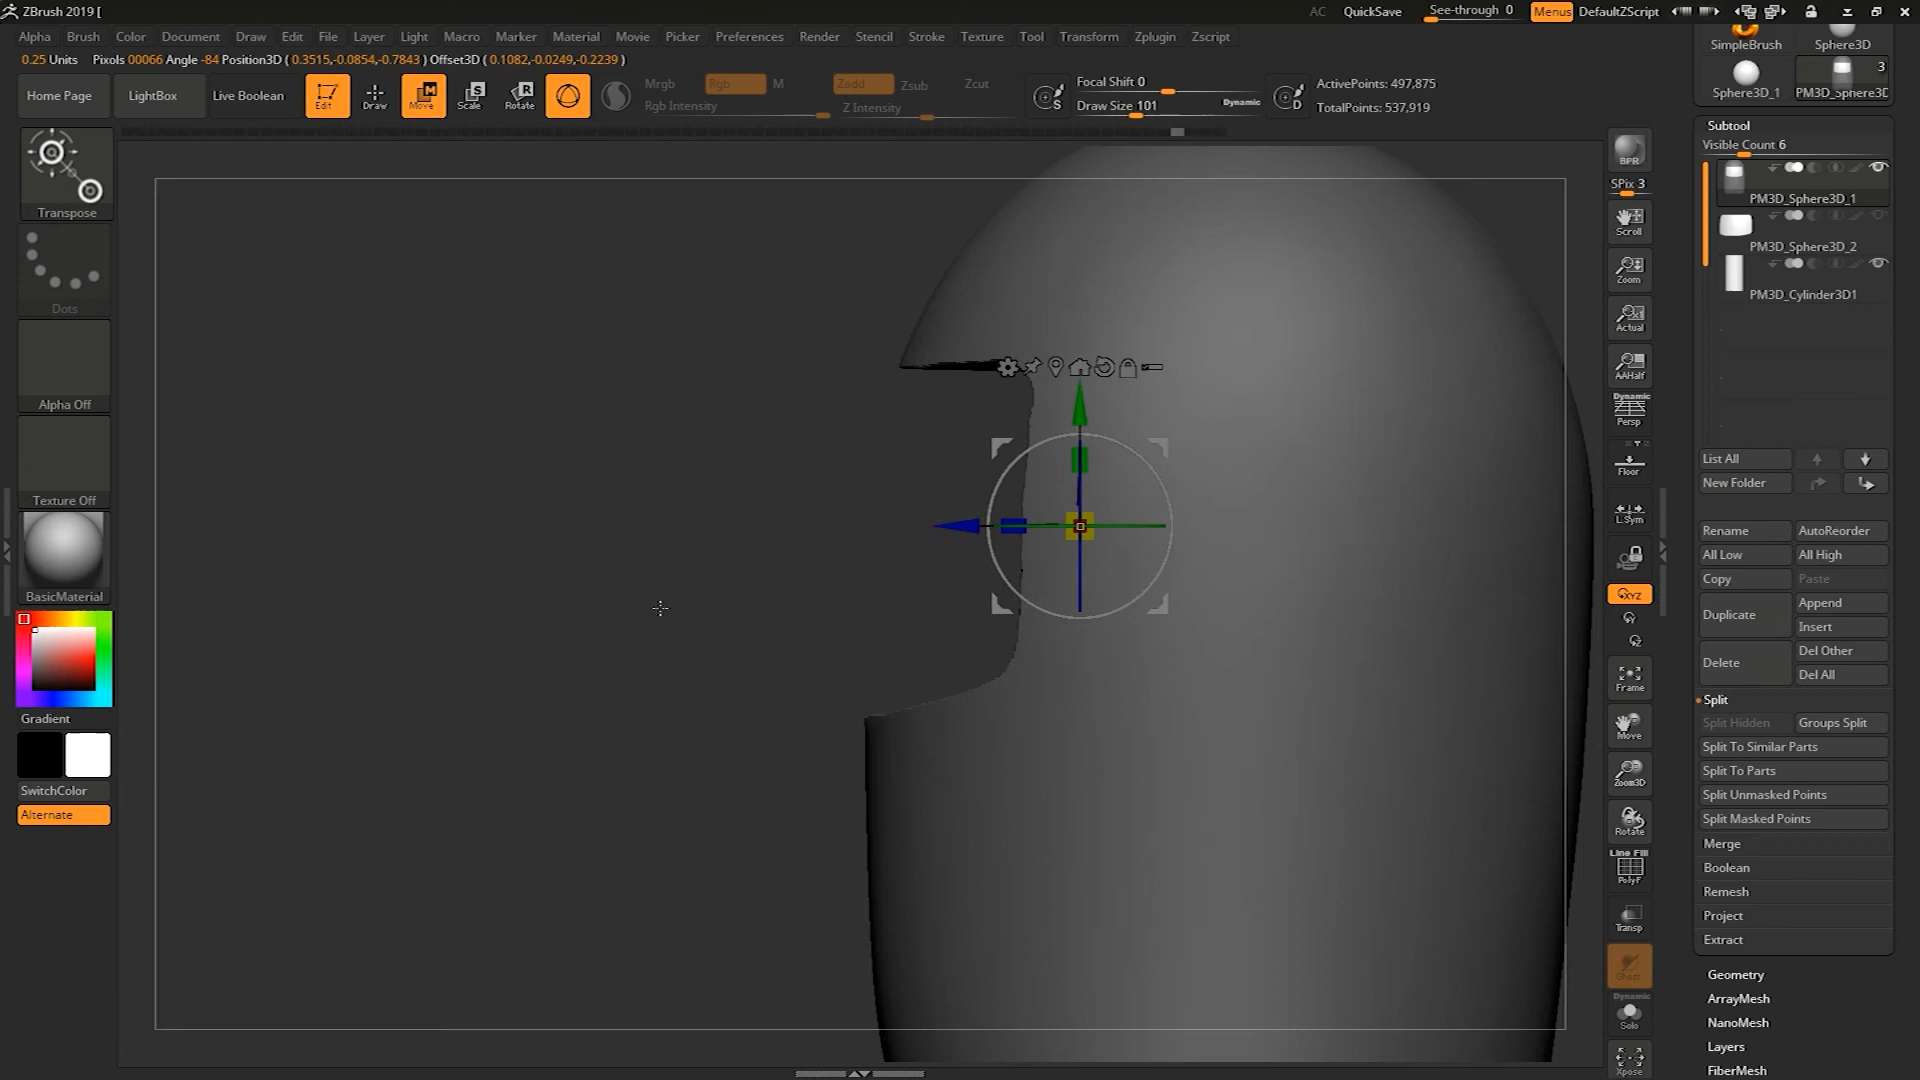 ZBrush 2019 [
AC QuickSave See-through 0 Menus DefaultZScript
Alpha Brush Color Document Draw Edit File Layer Light Macro Marker Material Movie Picker Preferences Render Stencil Stroke Texture Tool Transform Zplugin Zscript
0.25 Units Pixols 00066 Angle -84 Position3D ( 0.3515,-0.0854,-0.7843 ) Offset3D ( 0.1082,-0.0249,-0.2239 )
Home Page LightBox Live Boolean Edit Draw Move Scale Rotate
Mrgb Rgb M Zadd Zsub Zcut
Rgb Intensity Z Intensity
Focal Shift 0
Draw Size 101 Dynamic
ActivePoints: 497,875
TotalPoints: 537,919
Transpose
Dots
Alpha Off
Texture Off
BasicMaterial
Gradient
SwitchColor
Alternate
BPR
SPix 3
Scroll
Zoom
Actual
AAHalf
Dynamic
Persp
Floor
L.Sym
XYZ
Frame
Move
Zoom3D
Rotate
Line Fill
PolyF
Transp
Ghost
Dynamic
Solo
Xpose
SimpleBrush Sphere3D
3
Sphere3D_1 PM3D_Sphere3D
Subtool
Visible Count 6
PM3D_Sphere3D_1
PM3D_Sphere3D_2
PM3D_Cylinder3D1
List All
New Folder
Rename AutoReorder
All Low All High
Copy Paste
Duplicate Append
Insert
Delete Del Other
Del All
Split
Split Hidden Groups Split
Split To Similar Parts
Split To Parts
Split Unmasked Points
Split Masked Points
Merge
Boolean
Remesh
Project
Extract
Geometry
ArrayMesh
NanoMesh
Layers
FiberMesh